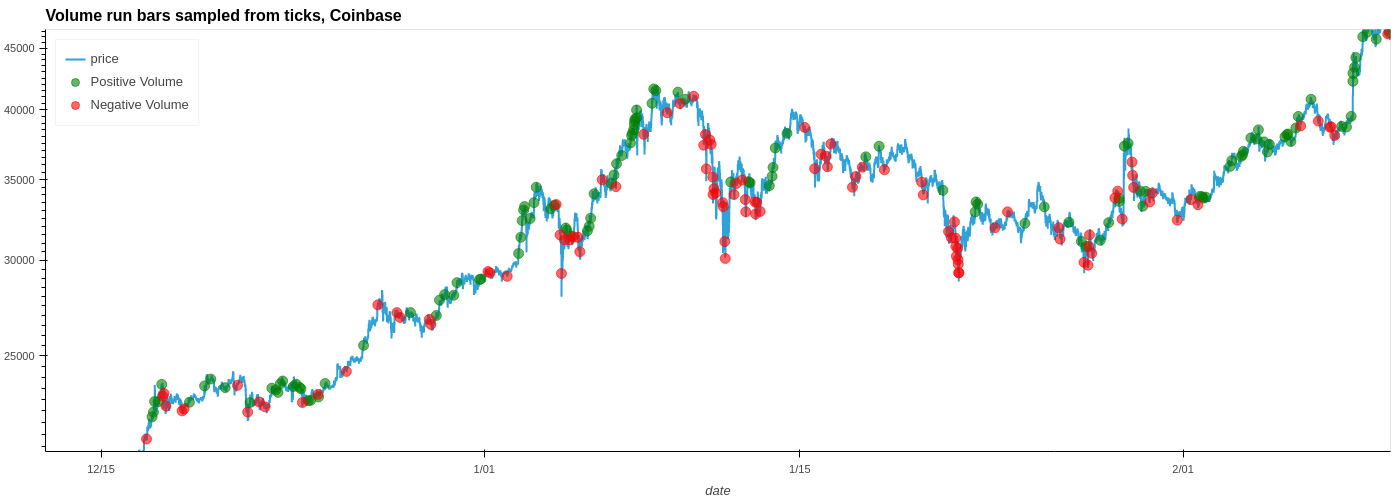 Volume run bars sampled from ticks, Coinbase
price
Positive Volume
Negative Volume
45000
40000
35000
30000
25000
12/15
1/01
1/15
2/01
date